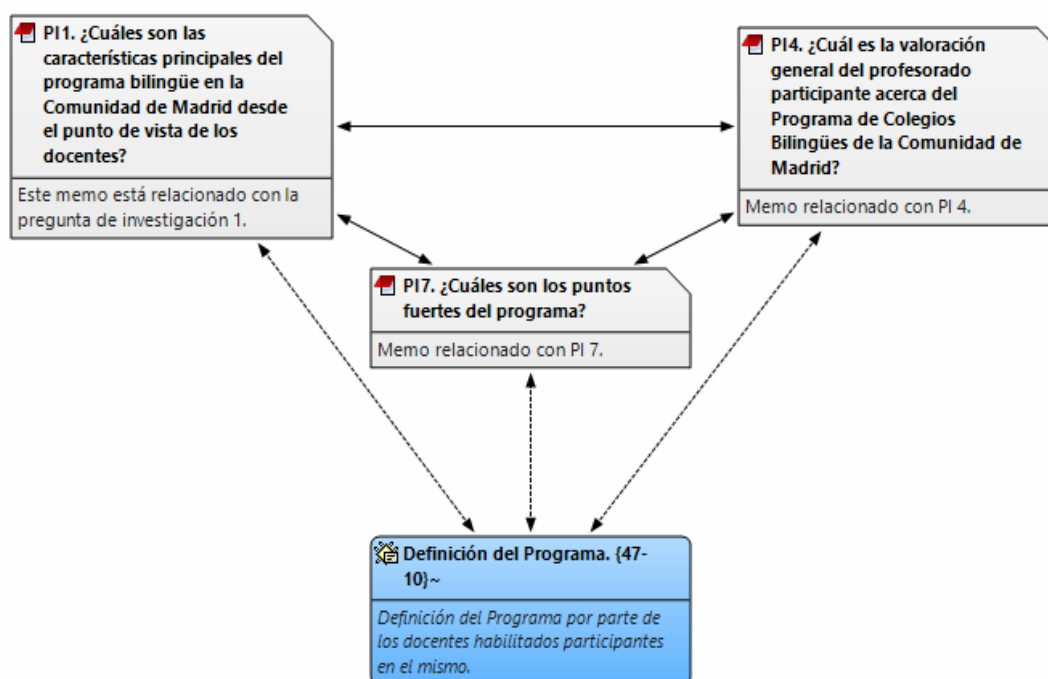 PI1. ¿Cuáles son las
características principales del
programa bilingüe en la
Comunidad de Madrid desde
el punto de vista de los
docentes?
Este memo está relacionado con la
pregunta de investigación 1.
PI4. ¿Cuál es la valoración
general del profesorado
participante acerca del
Programa de Colegios
Bilingües de la Comunidad de
Madrid?
Memo relacionado con PI 4.
PI7. ¿Cuáles son los puntos
fuertes del programa?
Memo relacionado con PI 7.
Definición del Programa. {47-
10}~
Definición del Programa por parte de
los docentes habilitados participantes
en el mismo.